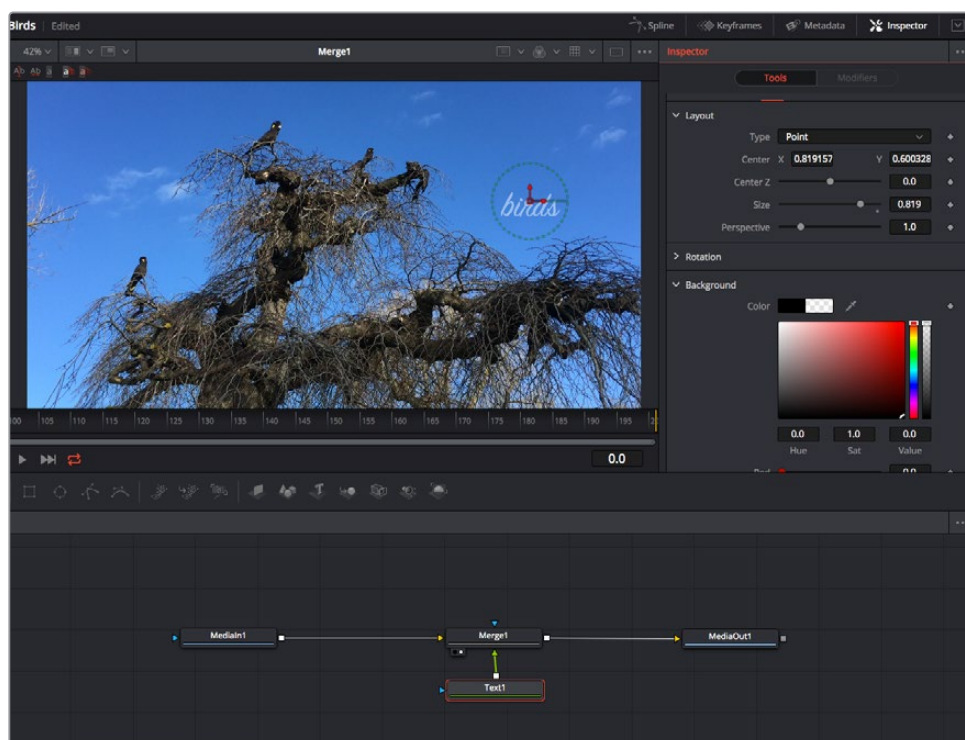 Birds Edited
Spline Keyframes Metadata Inspector
42% Merge1 Inspector
Tools Modifiers
Layout
Type Point
Center X 0.819157 Y 0.600328
Center Z 0.0
birds
Size 0.819
Perspective 1.0
Rotation
Background
Color
100 105 110 115 120 125 130 135 140 145 150 155 160 165 170 175 180 185 190 195
0.0 1.0 0.0
Hue Sat Value
0.0
MediaIn1 Merge1 MediaOut1
Text1